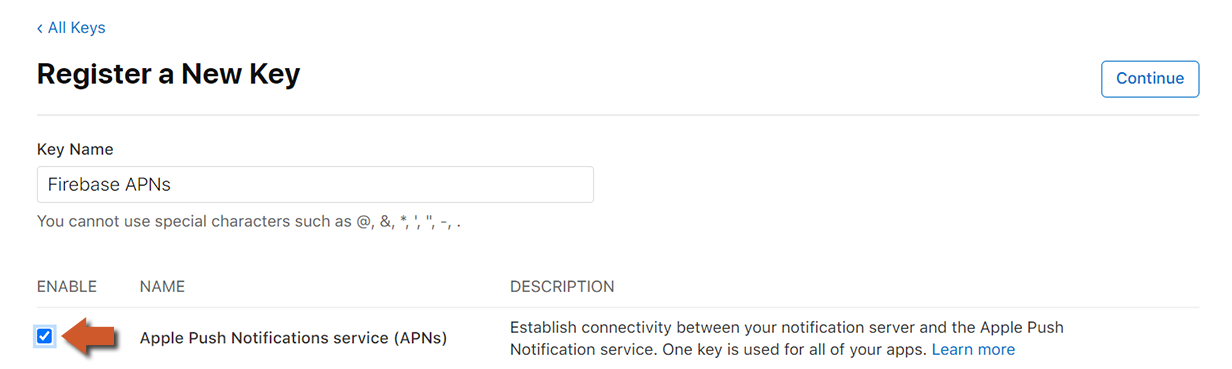 ‹ All Keys
Register a New Key
Continue
Key Name
Firebase APNs
You cannot use special characters such as @, &, *, ', ", -, .
ENABLE NAME DESCRIPTION
Apple Push Notifications service (APNs)
Establish connectivity between your notification server and the Apple Push
Notification service. One key is used for all of your apps. Learn more